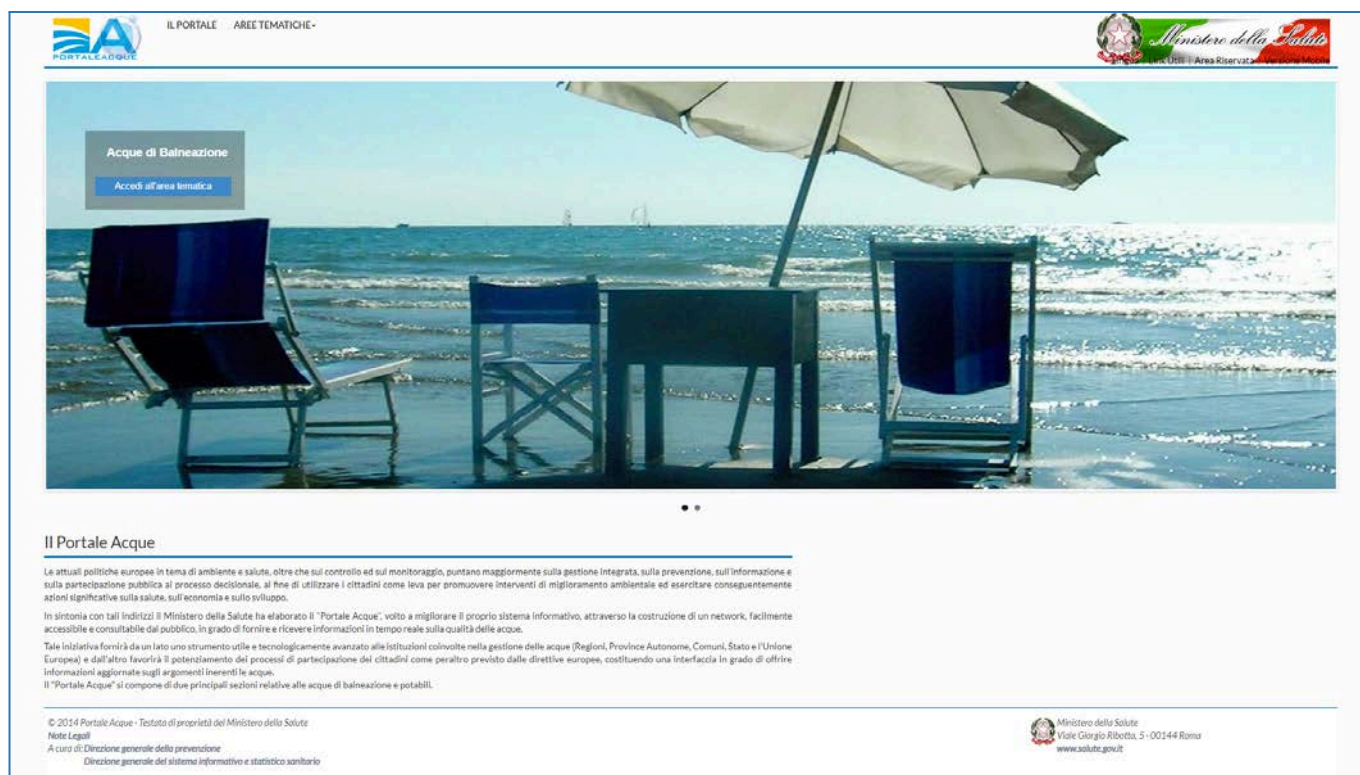 IL PORTALE AREE TEMATICHE
PORTALEACQUE
Ministero della Salute
Lingua | Link Utili | Area Riservata | Versione Mobile
Acque di Balneazione
Accedi all'area tematica
Il Portale Acque
Le attuali politiche europee in tema di ambiente e salute, oltre che sul controllo ed sul monitoraggio, puntano maggiormente sulla gestione integrata, sulla prevenzione, sull'informazione e
sulla partecipazione pubblica al processo decisionale, al fine di utilizzare i cittadini come leva per promuovere interventi di miglioramento ambientale ed esercitare conseguentemente
azioni significative sulla salute, sull'economia e sullo sviluppo.
In sintonia con tali indirizzi il Ministero della Salute ha elaborato il "Portale Acque", volto a migliorare il proprio sistema informativo, attraverso la costruzione di un network, facilmente
accessibile e consultabile dal pubblico, in grado di fornire e ricevere informazioni in tempo reale sulla qualità delle acque.
Tale iniziativa fornirà da un lato uno strumento utile e tecnologicamente avanzato alle istituzioni coinvolte nella gestione delle acque (Regioni, Province Autonome, Comuni, Stato e l'Unione
Europea) e dall'altro favorirà il potenziamento dei processi di partecipazione dei cittadini come peraltro previsto dalle direttive europee, costituendo una interfaccia in grado di offrire
informazioni aggiornate sugli argomenti inerenti le acque.
Il "Portale Acque" si compone di due principali sezioni relative alle acque di balneazione e potabili.
© 2014 Portale Acque - Testata di proprietà del Ministero della Salute
Note Legali
A cura di: Direzione generale della prevenzione
Direzione generale del sistema informativo e statistico sanitario
Ministero della Salute
Viale Giorgio Ribotta, 5 - 00144 Roma
www.salute.gov.it